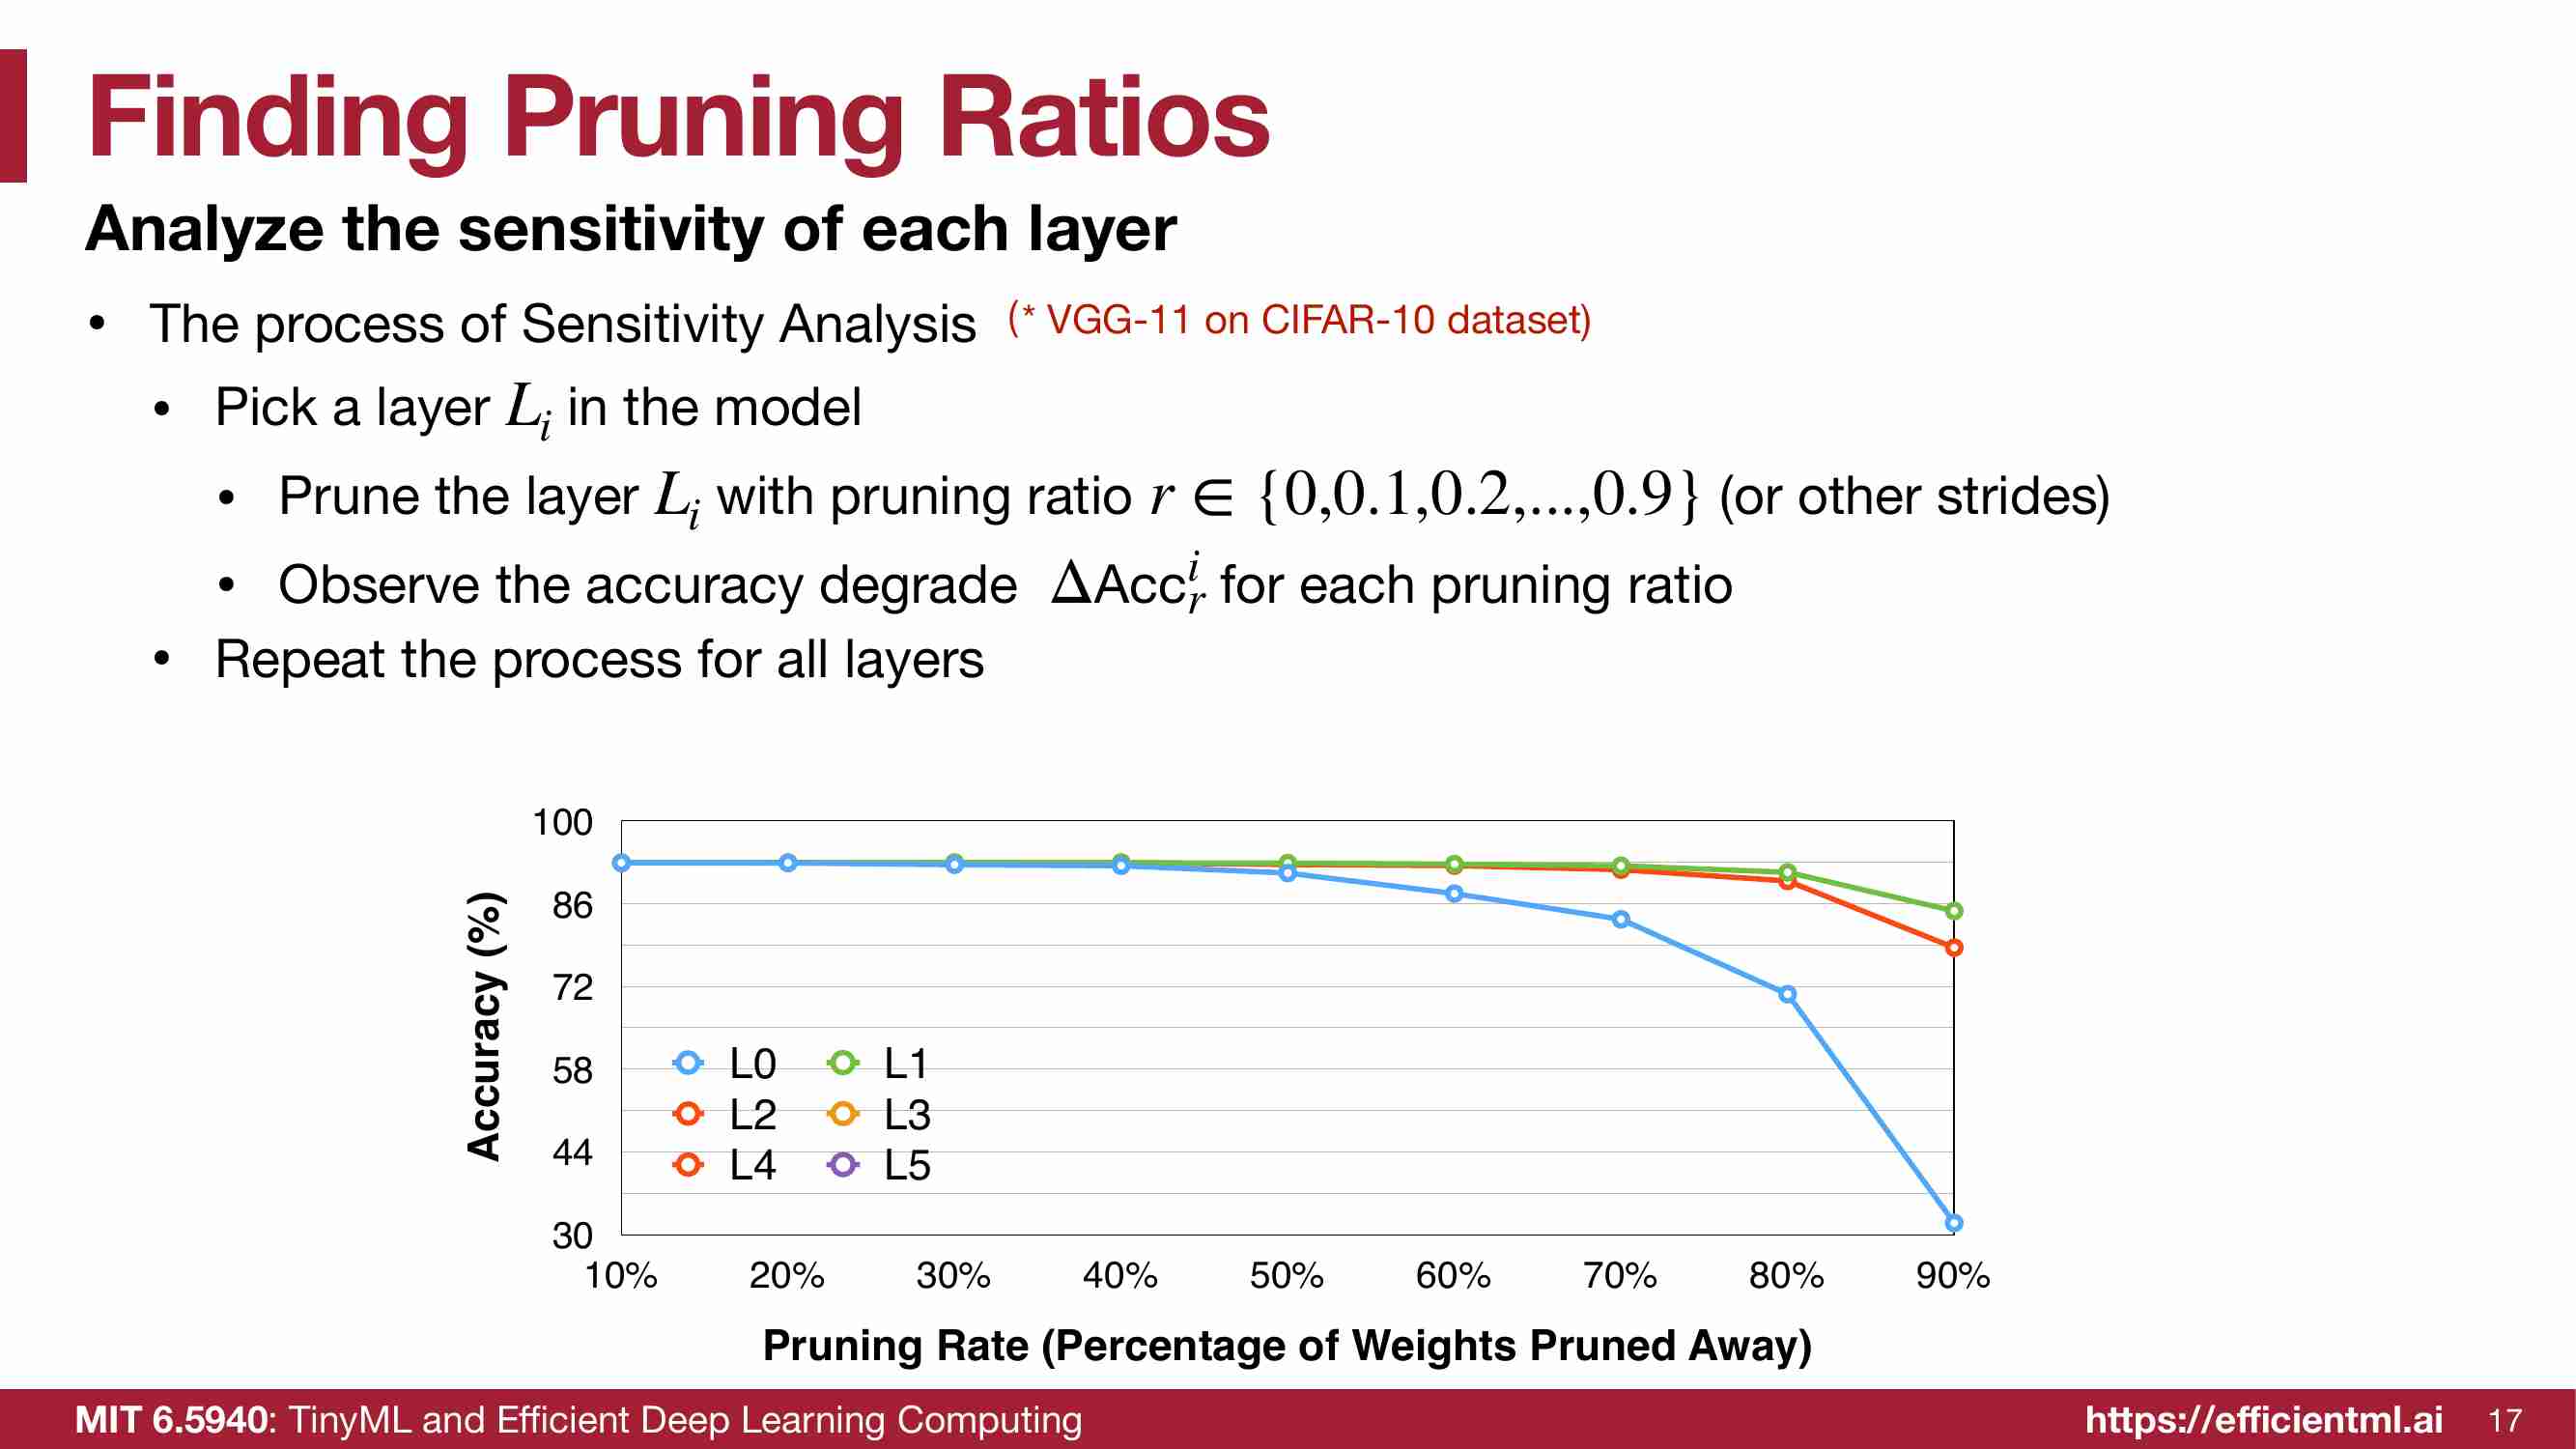 Finding Pruning Ratios
Analyze the sensitivity of each layer
• The process of Sensitivity Analysis (* VGG-11 on CIFAR-10 dataset)
• Pick a layer L_i in the model
• Prune the layer L_i with pruning ratio r ∈ {0,0.1,0.2,...,0.9} (or other strides)
• Observe the accuracy degrade ΔAcc_r^i for each pruning ratio
• Repeat the process for all layers
Accuracy (%)
100
86
72
58
44
30
L0 L1
L2 L3
L4 L5
10% 20% 30% 40% 50% 60% 70% 80% 90%
Pruning Rate (Percentage of Weights Pruned Away)
MIT 6.5940: TinyML and Efficient Deep Learning Computing https://efficientml.ai 17